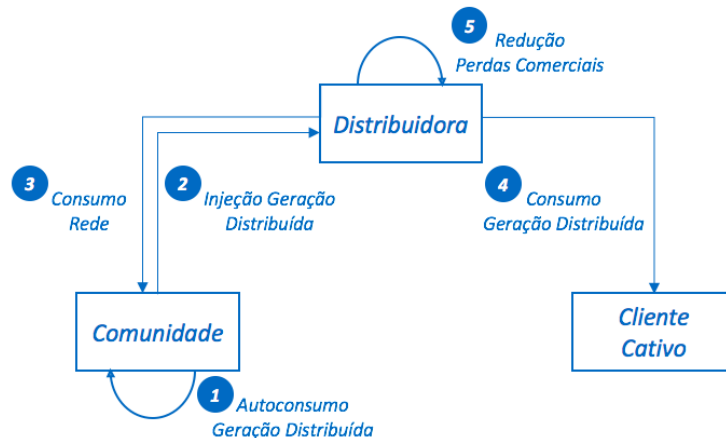 5 Redução
Perdas Comerciais
Distribuidora
3 Consumo
Rede
2 Injeção Geração
Distribuída
4 Consumo
Geração Distribuída
Comunidade
Cliente
Cativo
1 Autoconsumo
Geração Distribuída